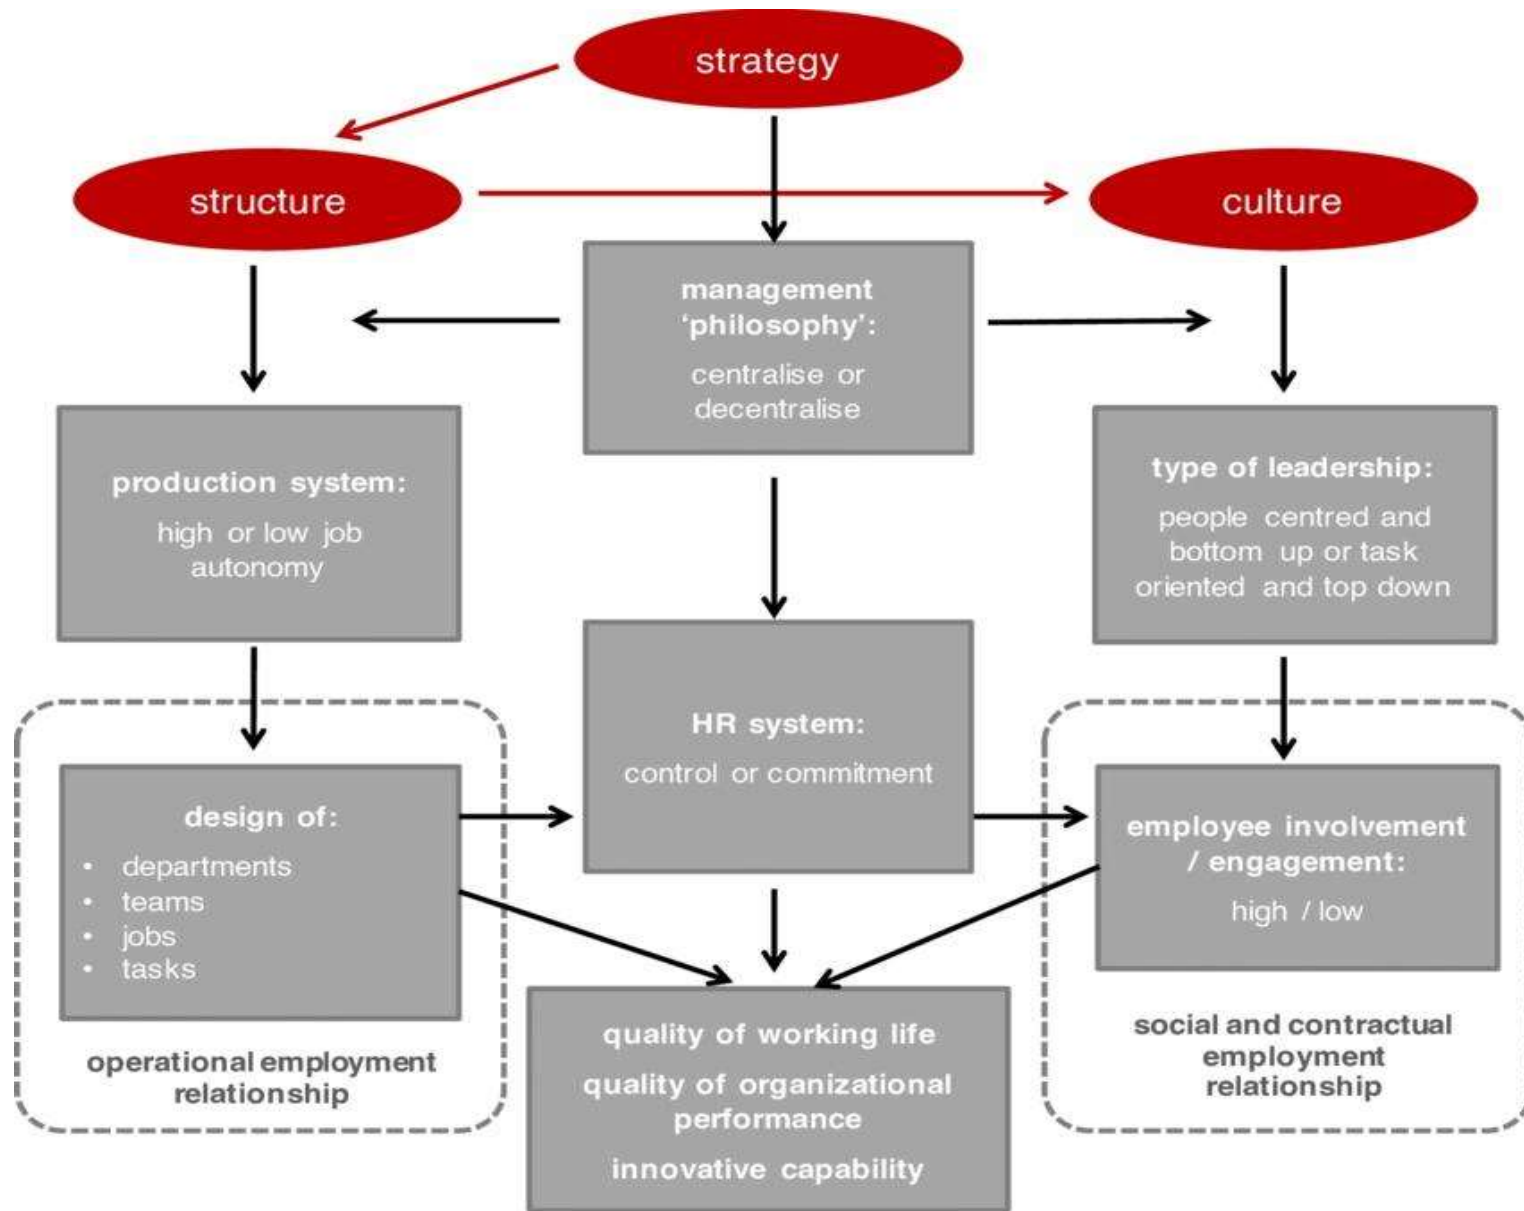 strategy
structure
culture
management
‘philosophy’:
centralise or
decentralise
production system:
high or low job
autonomy
type of leadership:
people centred and
bottom up or task
oriented and top down
HR system:
control or commitment
design of:
• departments
• teams
• jobs
• tasks
employee involvement
/ engagement:
high / low
operational employment
relationship
social and contractual
employment
relationship
quality of working life
quality of organizational
performance
innovative capability